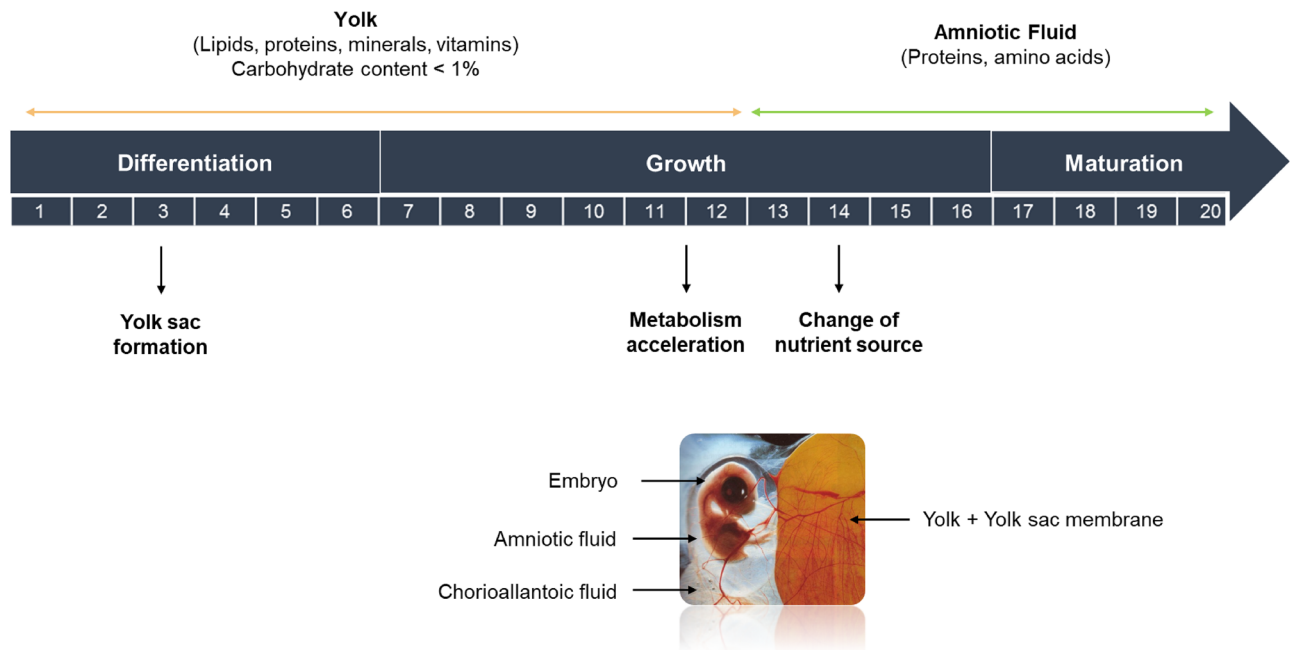 Yolk
(Lipids, proteins, minerals, vitamins)
Carbohydrate content < 1%
Amniotic Fluid
(Proteins, amino acids)
Differentiation
Growth
Maturation
1 2 3 4 5 6 7 8 9 10 11 12 13 14 15 16 17 18 19 20
Yolk sac
formation
Metabolism
acceleration
Change of
nutrient source
Embryo
Amniotic fluid
Chorioallantoic fluid
Yolk + Yolk sac membrane